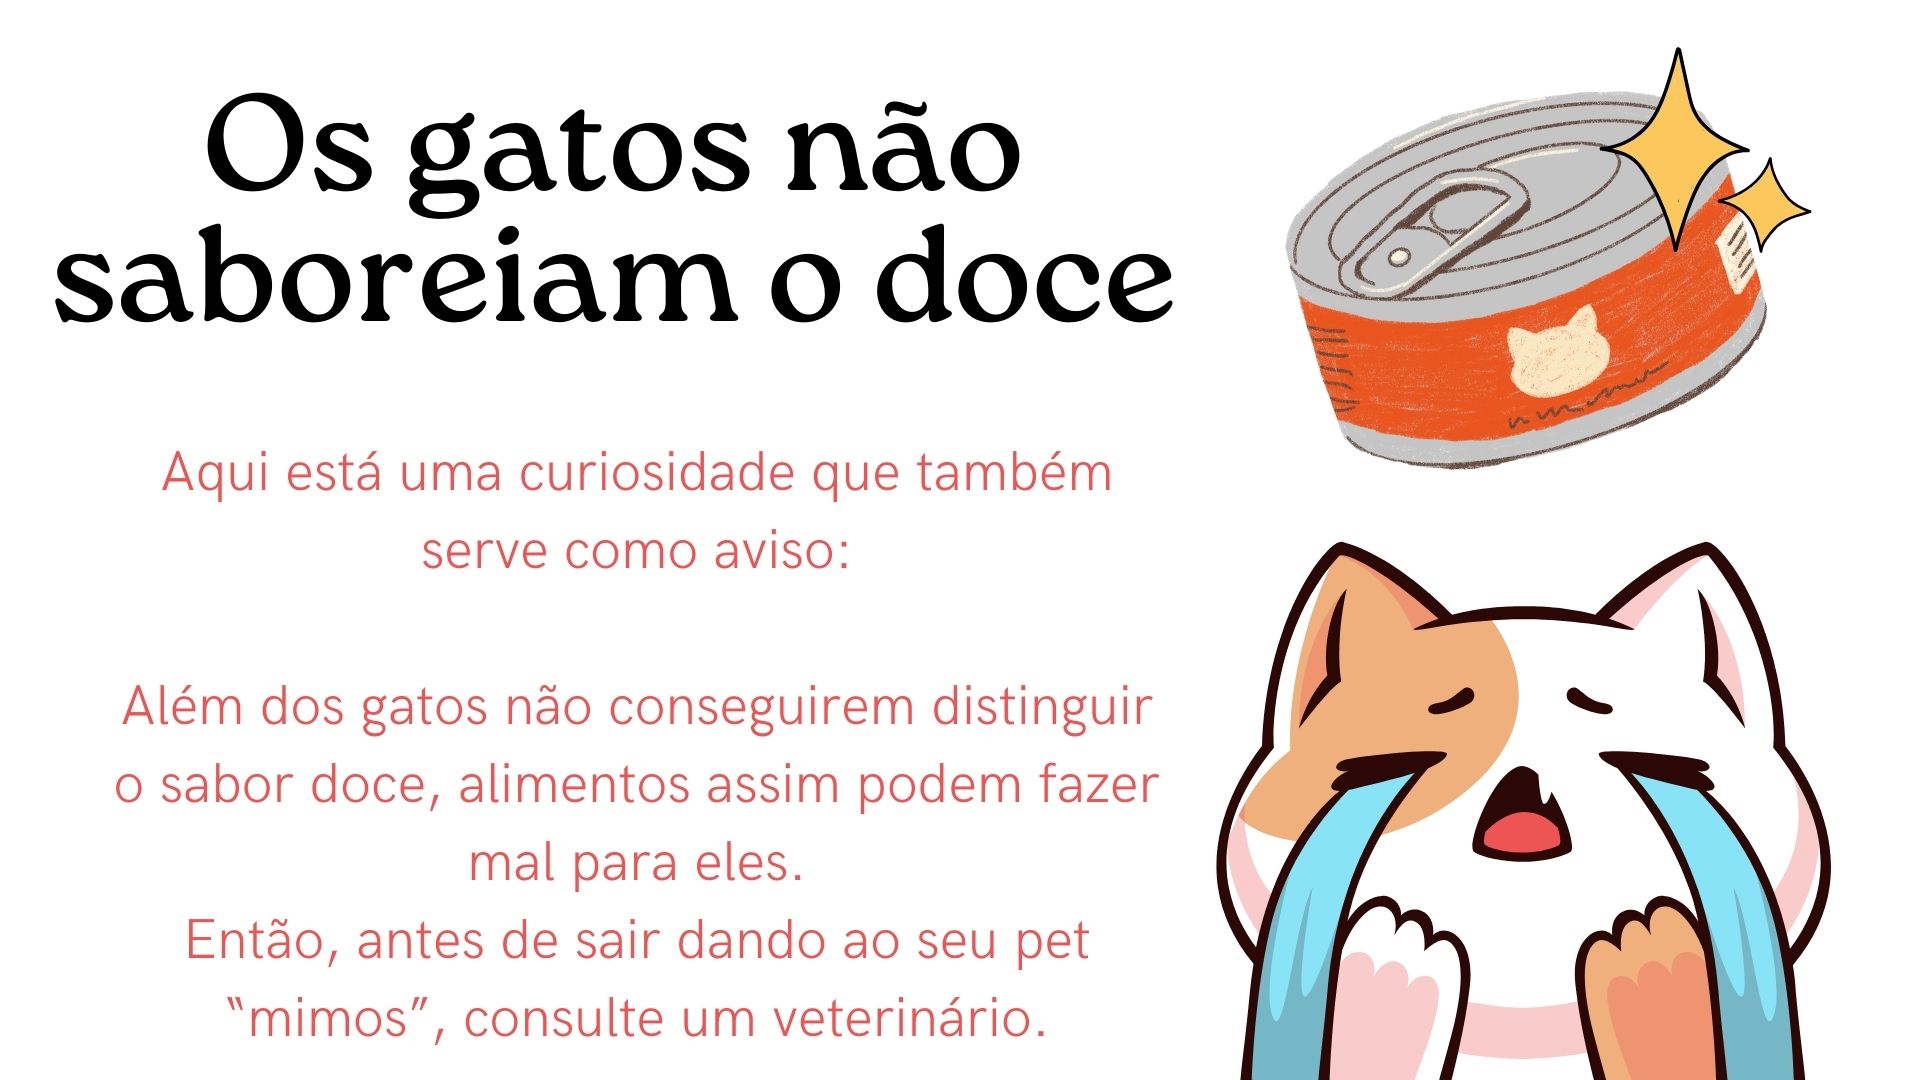 Os gatos não
saboreiam o doce
Aqui está uma curiosidade que também
serve como aviso:
Além dos gatos não conseguirem distinguir
o sabor doce, alimentos assim podem fazer
mal para eles.
Então, antes de sair dando ao seu pet
“mimos”, consulte um veterinário.